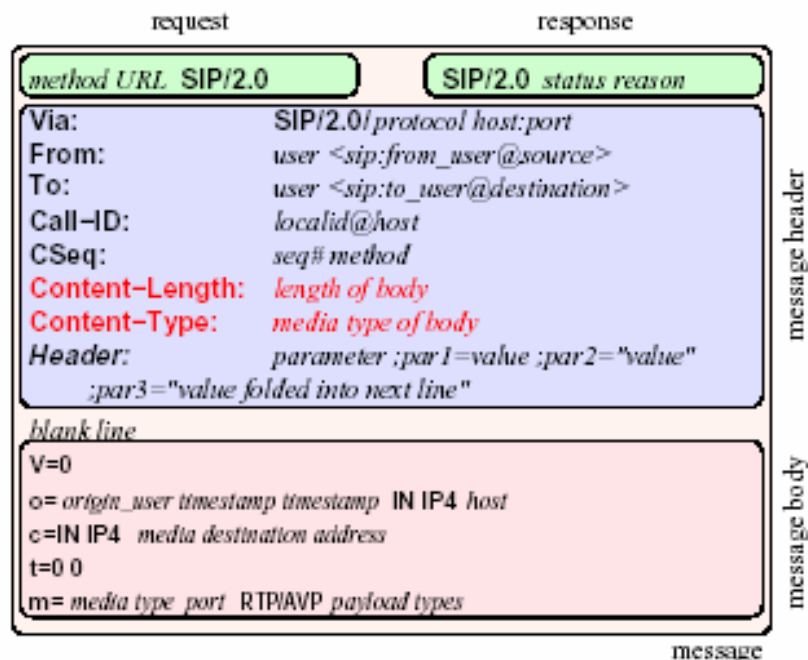 request response
method URL SIP/2.0 SIP/2.0 status reason
Via: SIP/2.0/protocol host:port
From: user <sip:from_user@source>
To: user <sip:to_user@destination>
Call-ID: localid@host
CSeq: seq# method
Content-Length: length of body
Content-Type: media type of body
Header: parameter ;par1=value ;par2="value"
;par3="value folded into next line"
message header
blank line
V=0
o= origin_user timestamp timestamp IN IP4 host
c=IN IP4 media destination address
t=0 0
m= media type port RTP/AVP payload types
message body
message